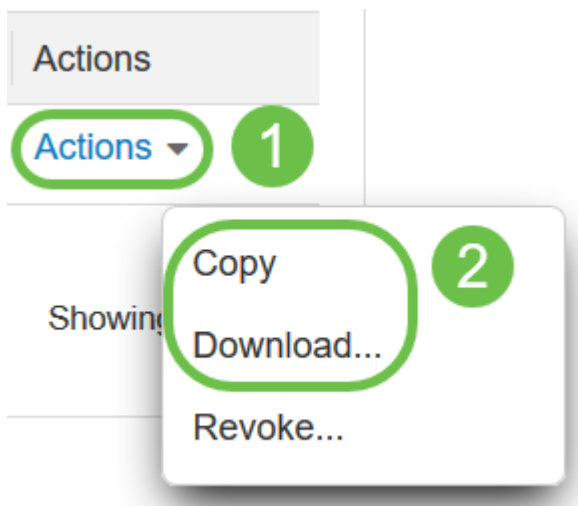 Actions
Actions 1
Copy 2
Showing
Download...
Revoke...